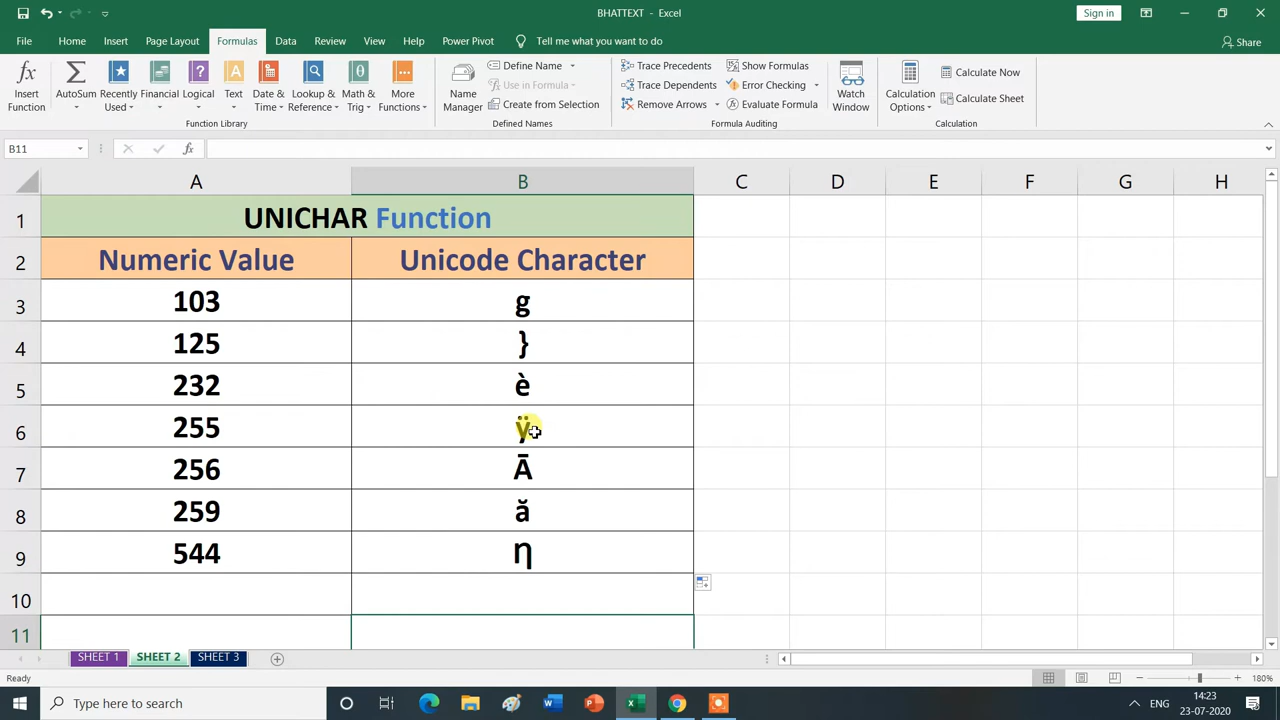 BHATTEXT - Excel
Sign in
File Home Insert Page Layout Formulas Data Review View Help Power Pivot Tell me what you want to do Share
Insert Function
AutoSum
Recently Used
Financial
Logical
Text
Date & Time
Lookup & Reference
Math & Trig
More Functions
Function Library
Name Manager
Define Name
Use in Formula
Create from Selection
Defined Names
Trace Precedents
Trace Dependents
Remove Arrows
Show Formulas
Error Checking
Evaluate Formula
Formula Auditing
Watch Window
Calculation Options
Calculate Now
Calculate Sheet
Calculation
B11 fx
A B C D E F G H
1 UNICHAR Function
2 Numeric Value Unicode Character
3 103 g
4 125 }
5 232 è
6 255 ÿ
7 256 Ā
8 259 ă
9 544 Ƞ
10
11
SHEET 1 SHEET 2 SHEET 3
Ready
180%
Type here to search
ENG
14:23
23-07-2020